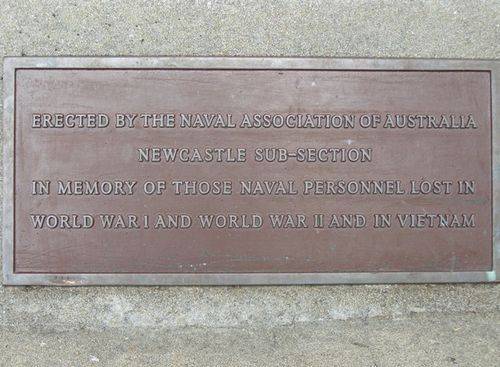 ERECTED BY THE NAVAL ASSOCIATION OF AUSTRALIA
NEWCASTLE SUB-SECTION
IN MEMORY OF THOSE NAVAL PERSONNEL LOST IN
WORLD WAR I AND WORLD WAR II AND IN VIETNAM